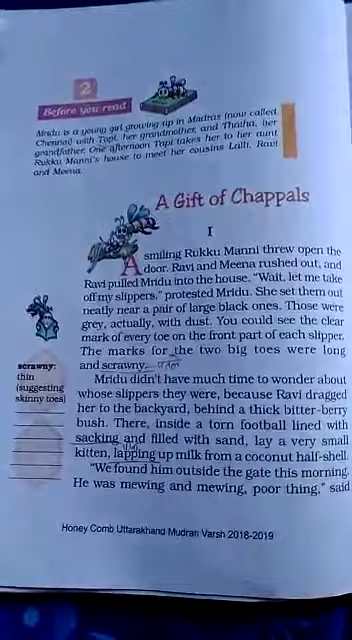 2
Before you read
Mridu is a young girl growing up in Madras (now called
Chennai) with Tapi, her grandmother, and Thatha, her
grandfather. One afternoon Tapi takes her to her aunt
Rukku Manni's house to meet her cousins Lalli, Ravi
and Meena.
A Gift of Chappals
I
A smiling Rukku Manni threw open the
door. Ravi and Meena rushed out, and
Ravi pulled Mridu into the house. "Wait, let me take
off my slippers," protested Mridu. She set them out
neatly near a pair of large black ones. Those were
grey, actually, with dust. You could see the clear
mark of every toe on the front part of each slipper.
The marks for the two big toes were long
and scrawny.
scrawny:
thin
(suggesting
skinny toes)
Mridu didn't have much time to wonder about
whose slippers they were, because Ravi dragged
her to the backyard, behind a thick bitter-berry
bush. There, inside a torn football lined with
sacking and filled with sand, lay a very small
kitten, lapping up milk from a coconut half-shell.
"We found him outside the gate this morning.
He was mewing and mewing, poor thing," said
Honey Comb Uttarakhand Mudran Varsh 2018-2019